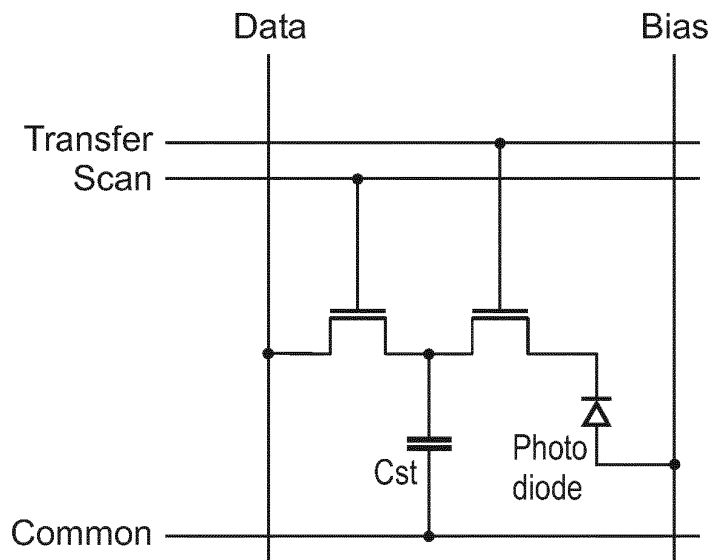 Data
Bias
Transfer
Scan
Cst
Photo
diode
Common